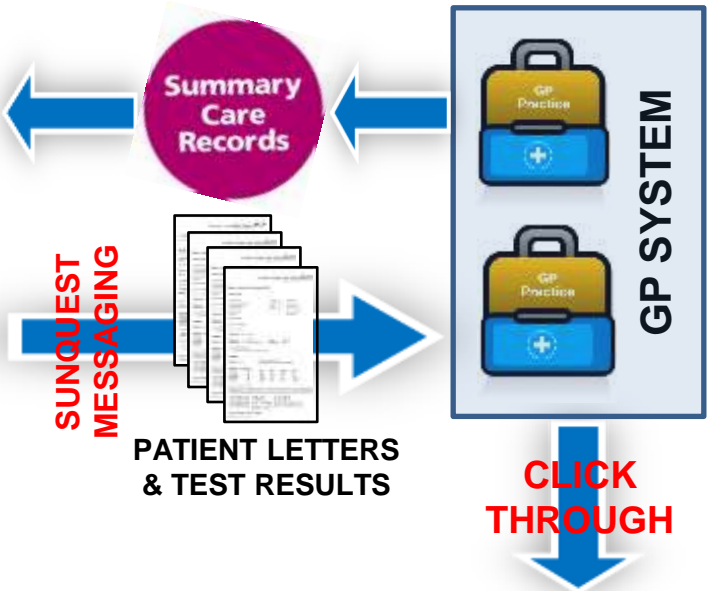 Summary
Care
Records
GP
Practice
GP
Practice
GP SYSTEM
SUNQUEST
MESSAGING
PATIENT LETTERS
& TEST RESULTS
CLICK
THROUGH